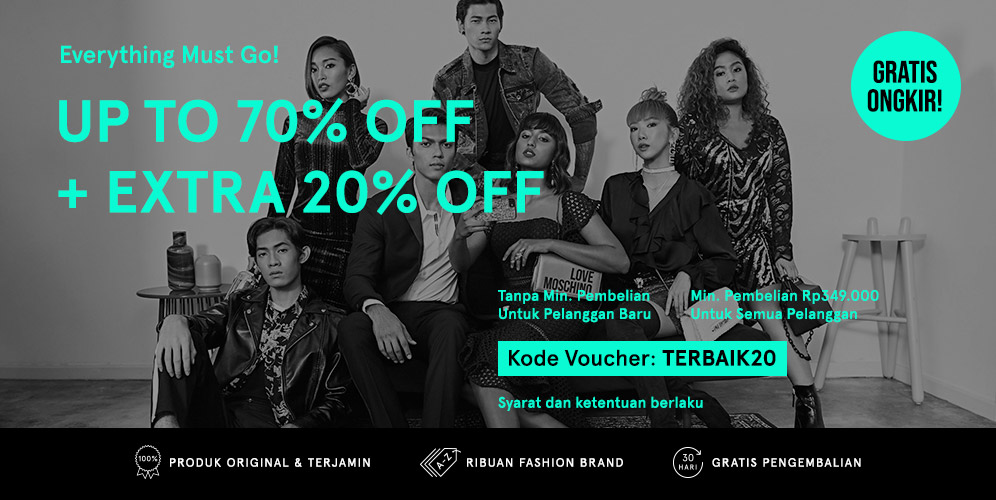 Everything Must Go!
UP TO 70% OFF
+ EXTRA 20% OFF
GRATIS
ONGKIR!
LOVE
MOSCHINO
Tanpa Min. Pembelian
Untuk Pelanggan Baru
Min. Pembelian Rp349.000
Untuk Semua Pelanggan
Kode Voucher: TERBAIK20
Syarat dan ketentuan berlaku
100%
PRODUK ORIGINAL & TERJAMIN
A-Z
RIBUAN FASHION BRAND
30
HARI
GRATIS PENGEMBALIAN